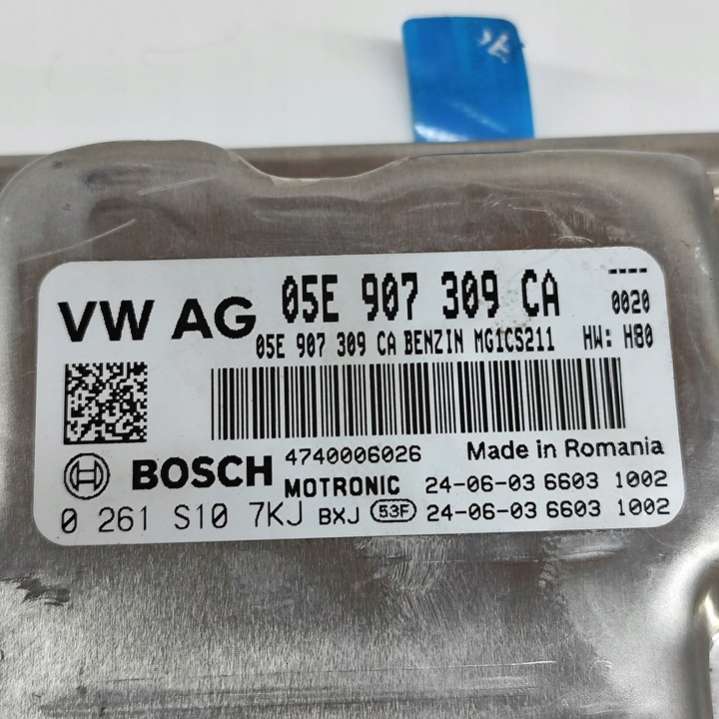 VW AG 05E 907 309 CA ----
0020
05E 907 309 CA BENZIN MG1CS211 HW: H80
BOSCH 4740006026 Made in Romania
MOTRONIC 24-06-03 6603 1002
0 261 S10 7KJ BXJ 53F 24-06-03 6603 1002